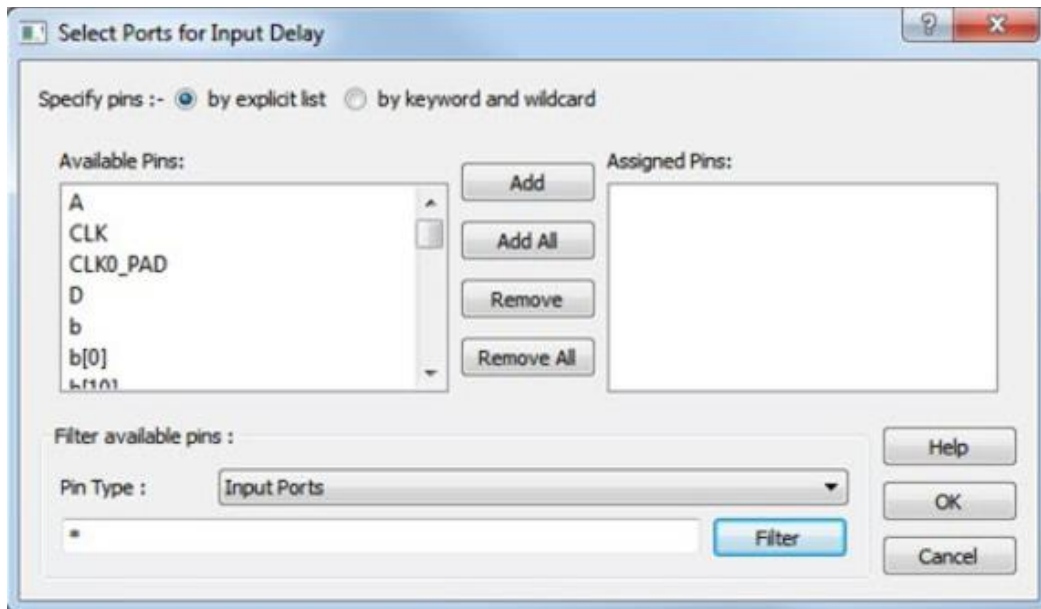 Select Ports for Input Delay
Specify pins :- by explicit list by keyword and wildcard
Available Pins:
A
CLK
CLK0_PAD
D
b
b[0]
b[10]
Add
Add All
Remove
Remove All
Assigned Pins:
Filter available pins :
Pin Type : Input Ports
* Filter
Help
OK
Cancel